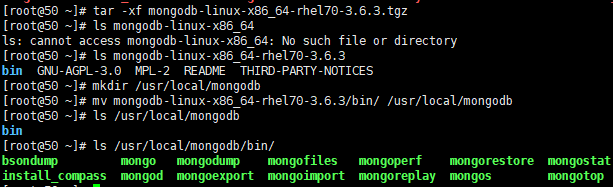 [root@50 ~]# tar -xf mongodb-linux-x86_64-rhel70-3.6.3.tgz
[root@50 ~]# ls mongodb-linux-x86_64
ls: cannot access mongodb-linux-x86_64: No such file or directory
[root@50 ~]# ls mongodb-linux-x86_64-rhel70-3.6.3
bin GNU-AGPL-3.0 MPL-2 README THIRD-PARTY-NOTICES
[root@50 ~]# mkdir /usr/local/mongodb
[root@50 ~]# mv mongodb-linux-x86_64-rhel70-3.6.3/bin/ /usr/local/mongodb
[root@50 ~]# ls /usr/local/mongodb
bin
[root@50 ~]# ls /usr/local/mongodb/bin/
bsondump mongo mongodump mongofiles mongoperf mongorestore mongostat
install_compass mongod mongoexport mongoimport mongoreplay mongos mongotop